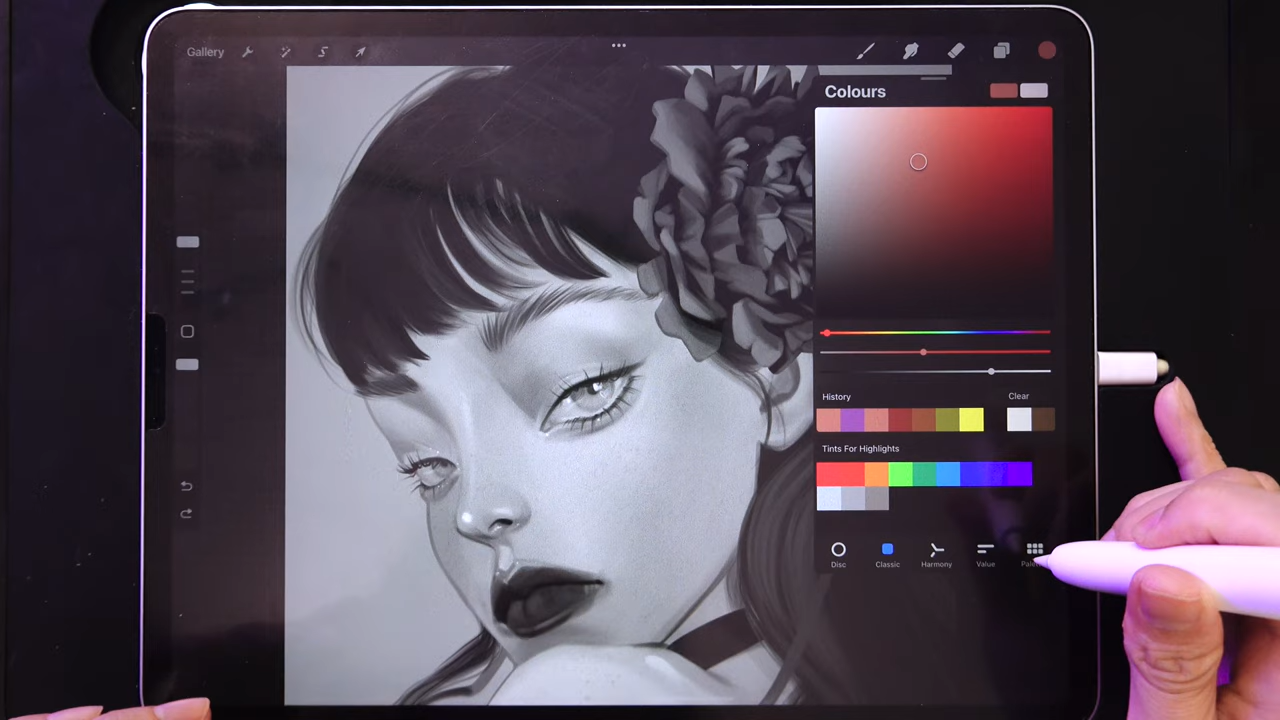 Gallery
Colours
History
Clear
Tints For Highlights
Disc
Classic
Harmony
Value